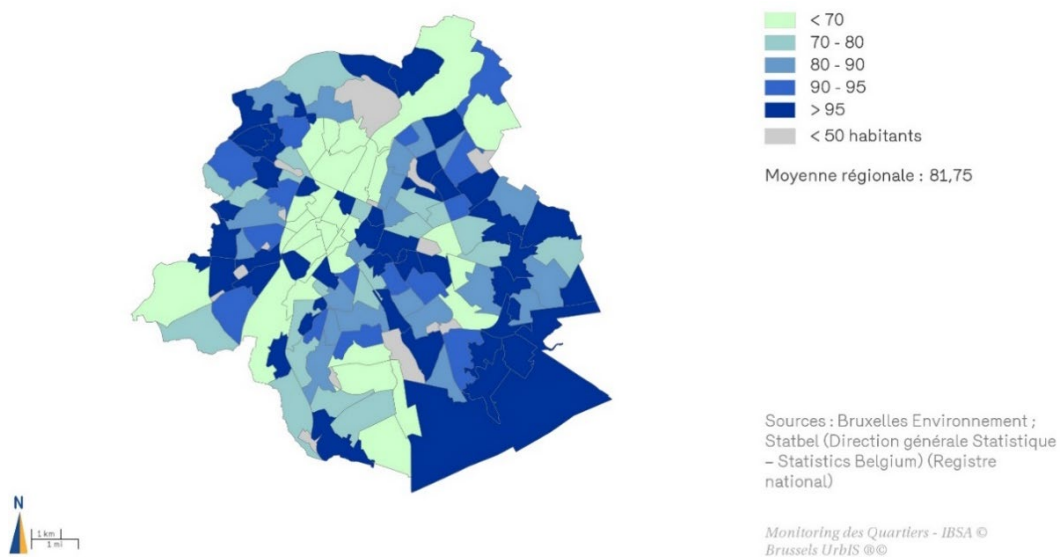 < 70
70 - 80
80 - 90
90 - 95
> 95
< 50 habitants
Moyenne régionale : 81,75
Sources : Bruxelles Environnement ;
Statbel (Direction générale Statistique
– Statistics Belgium) (Registre
national)
N
1 km
1 mi
Monitoring des Quartiers - IBSA ©
Brussels UrbIS ®©